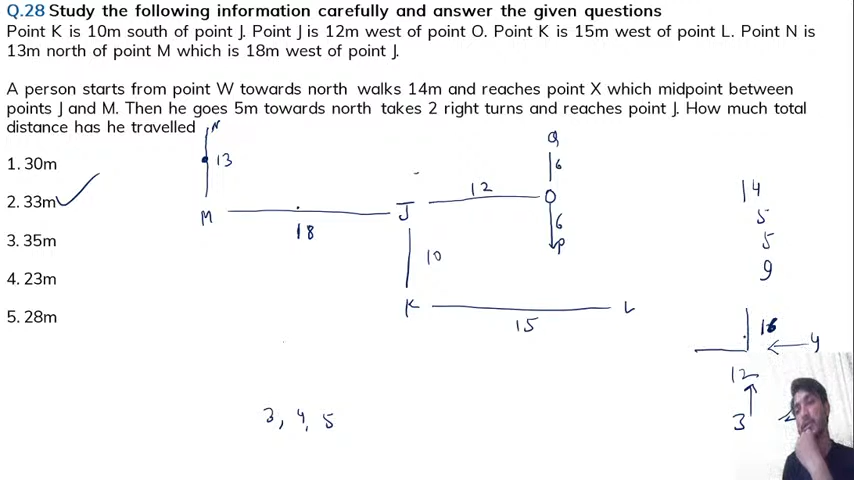 Q.28 Study the following information carefully and answer the given questions
Point K is 10m south of point J. Point J is 12m west of point O. Point K is 15m west of point L. Point N is
13m north of point M which is 18m west of point J.
A person starts from point W towards north walks 14m and reaches point X which midpoint between
points J and M. Then he goes 5m towards north takes 2 right turns and reaches point J. How much total
distance has he travelled
N
13
Q
6
1. 30m
12
O
14
2. 33m
M
J
18
6
P
5
3. 35m
5
10
9
4. 23m
K
L
5. 28m
15
16
4
12
3, 4, 5
3